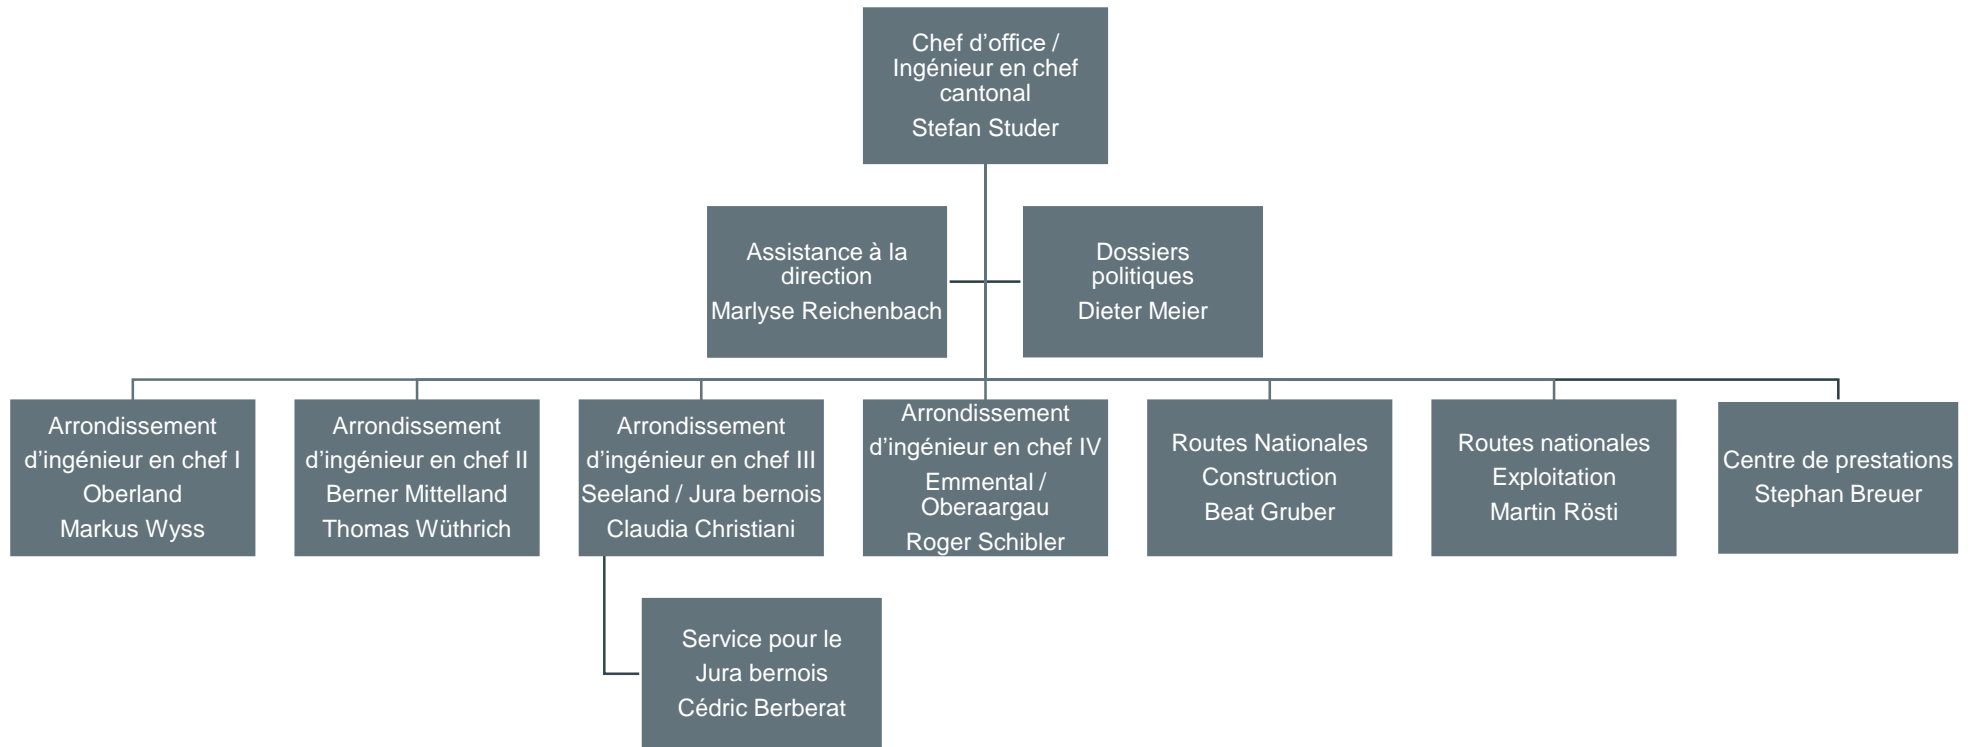 Chef d’office /
Ingénieur en chef
cantonal
Stefan Studer
Assistance à la
direction
Marlyse Reichenbach
Dossiers
politiques
Dieter Meier
Arrondissement
d’ingénieur en chef I
Oberland
Markus Wyss
Arrondissement
d’ingénieur en chef II
Berner Mittelland
Thomas Wüthrich
Arrondissement
d’ingénieur en chef III
Seeland / Jura bernois
Claudia Christiani
Arrondissement
d’ingénieur en chef IV
Emmental /
Oberaargau
Roger Schibler
Routes Nationales
Construction
Beat Gruber
Routes nationales
Exploitation
Martin Rösti
Centre de prestations
Stephan Breuer
Service pour le
Jura bernois
Cédric Berberat